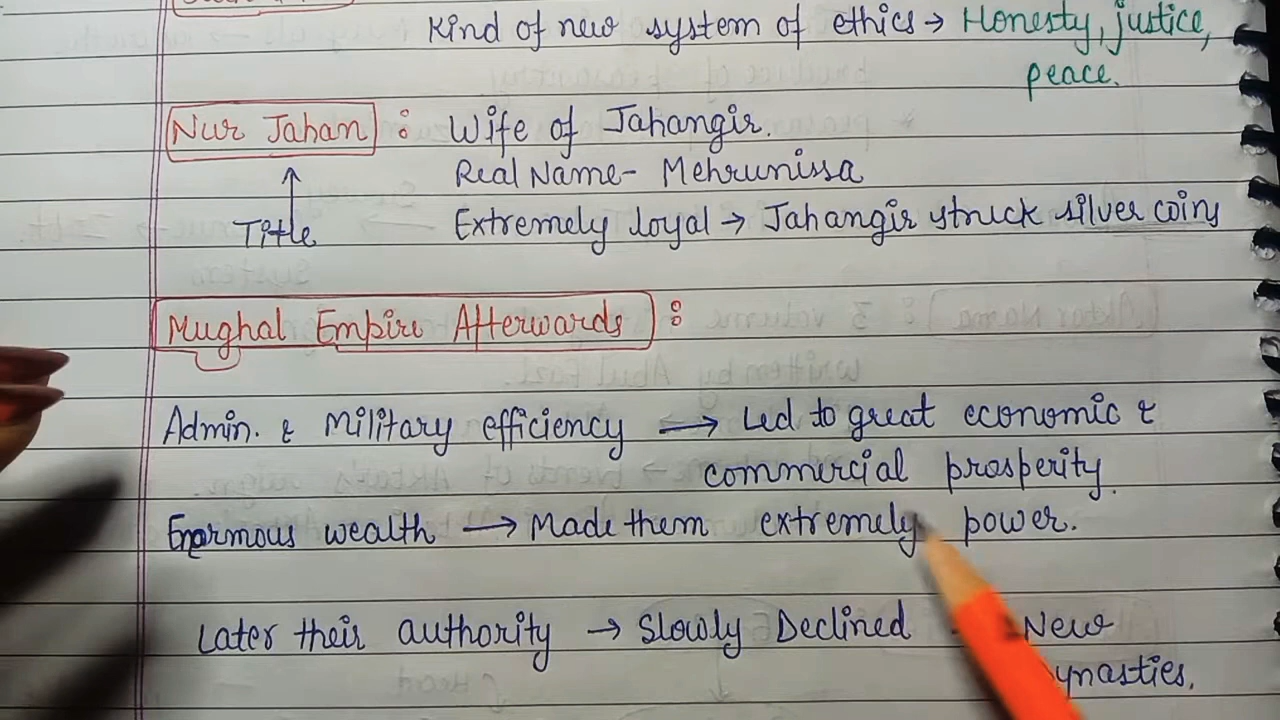 Kind of new system of ethics → Honesty, justice,
peace.
Nur Jahan : Wife of Jahangir.
Real Name- Mehrunissa
Title
Extremely loyal → Jahangir struck silver coins
Mughal Empire Afterwards :
Admin. & Military efficiency → Led to great economic &
commercial prosperity.
Enormous wealth → Made them extremely power.
Later their authority → Slowly Declined New
ynasties.